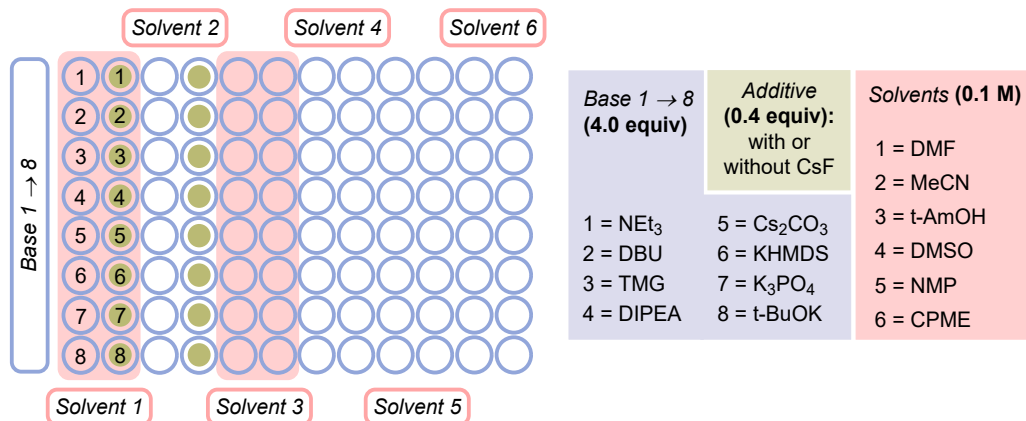 Solvent 2
Solvent 4
Solvent 6
Base 1 → 8
1 1
2 2
3 3
4 4
5 5
6 6
7 7
8 8
Solvent 1
Solvent 3
Solvent 5
Base 1 → 8
(4.0 equiv)
1 = NEt₃
2 = DBU
3 = TMG
4 = DIPEA
5 = Cs₂CO₃
6 = KHMDS
7 = K₃PO₄
8 = t-BuOK
Additive
(0.4 equiv):
with or
without CsF
Solvents (0.1 M)
1 = DMF
2 = MeCN
3 = t-AmOH
4 = DMSO
5 = NMP
6 = CPME